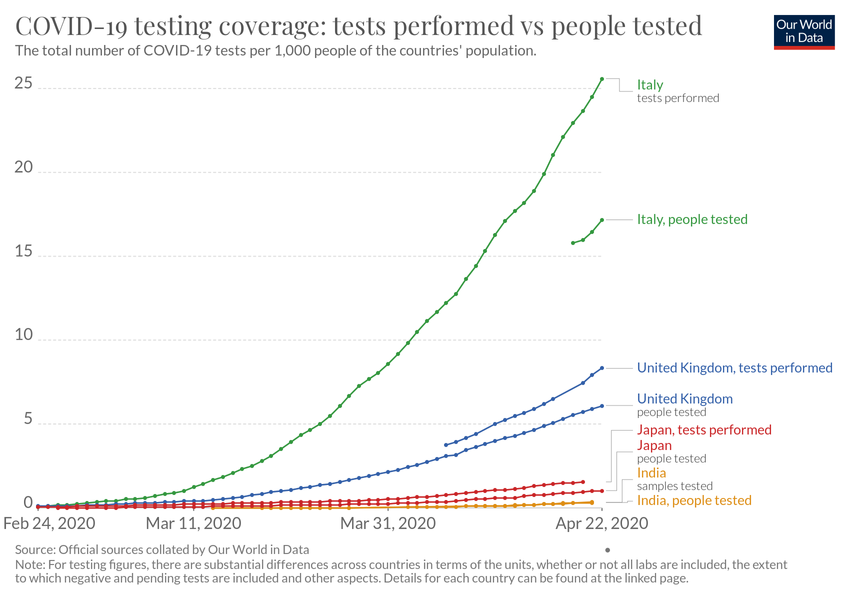 COVID-19 testing coverage: tests performed vs people tested
Our World
in Data
The total number of COVID-19 tests per 1,000 people of the countries' population.
25
20
15
10
5
0
Italy
tests performed
Italy, people tested
United Kingdom, tests performed
United Kingdom
people tested
Japan, tests performed
Japan
people tested
India
samples tested
India, people tested
Feb 24, 2020
Mar 11, 2020
Mar 31, 2020
Apr 22, 2020
Source: Official sources collated by Our World in Data
Note: For testing figures, there are substantial differences across countries in terms of the units, whether or not all labs are included, the extent
to which negative and pending tests are included and other aspects. Details for each country can be found at the linked page.